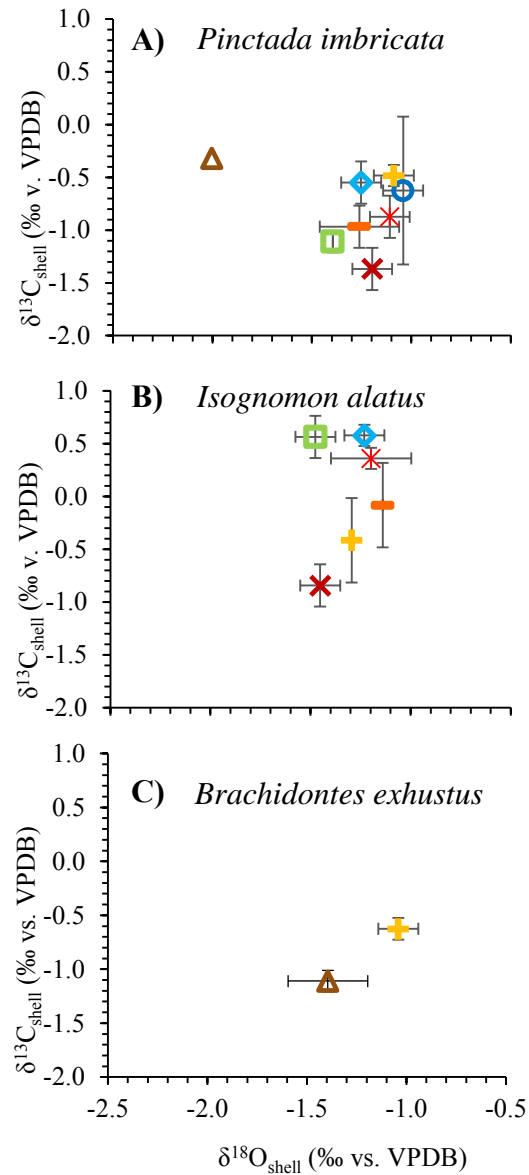 A) Pinctada imbricata
1.0
0.5
0.0
-0.5
-1.0
-1.5
-2.0
δ13Cshell (‰ v. VPDB)
B) Isognomon alatus
1.0
0.5
0.0
-0.5
-1.0
-1.5
-2.0
δ13Cshell (‰ v. VPDB)
C) Brachidontes exhustus
1.0
0.5
0.0
-0.5
-1.0
-1.5
-2.0
δ13Cshell (‰ vs. VPDB)
-2.5 -2.0 -1.5 -1.0 -0.5
δ18Oshell (‰ vs. VPDB)